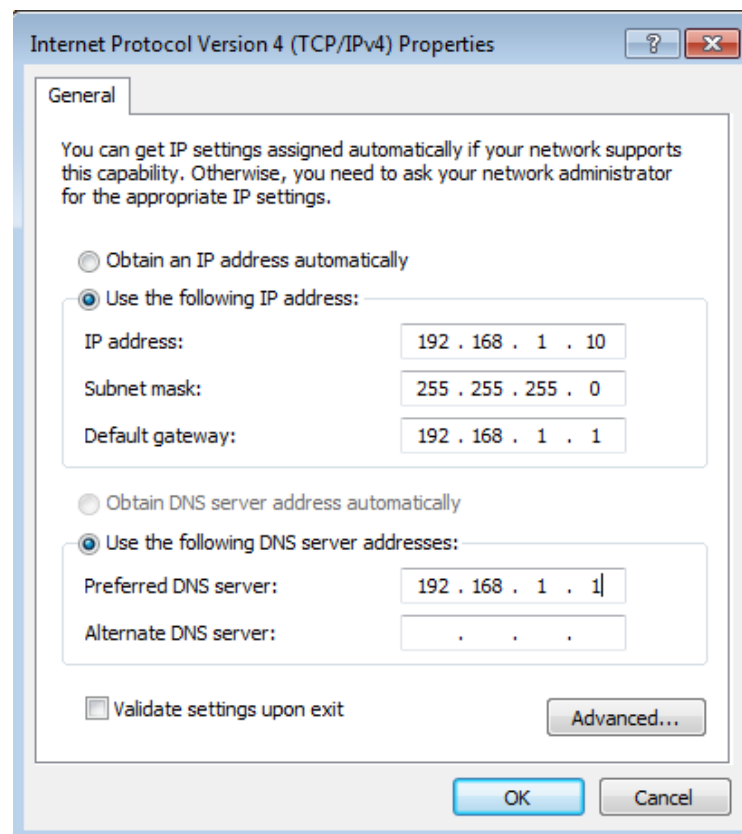 Internet Protocol Version 4 (TCP/IPv4) Properties
General
You can get IP settings assigned automatically if your network supports
this capability. Otherwise, you need to ask your network administrator
for the appropriate IP settings.
Obtain an IP address automatically
Use the following IP address:
IP address: 192 . 168 . 1 . 10
Subnet mask: 255 . 255 . 255 . 0
Default gateway: 192 . 168 . 1 . 1
Obtain DNS server address automatically
Use the following DNS server addresses:
Preferred DNS server: 192 . 168 . 1 . 1
Alternate DNS server: . . .
Validate settings upon exit
Advanced...
OK Cancel